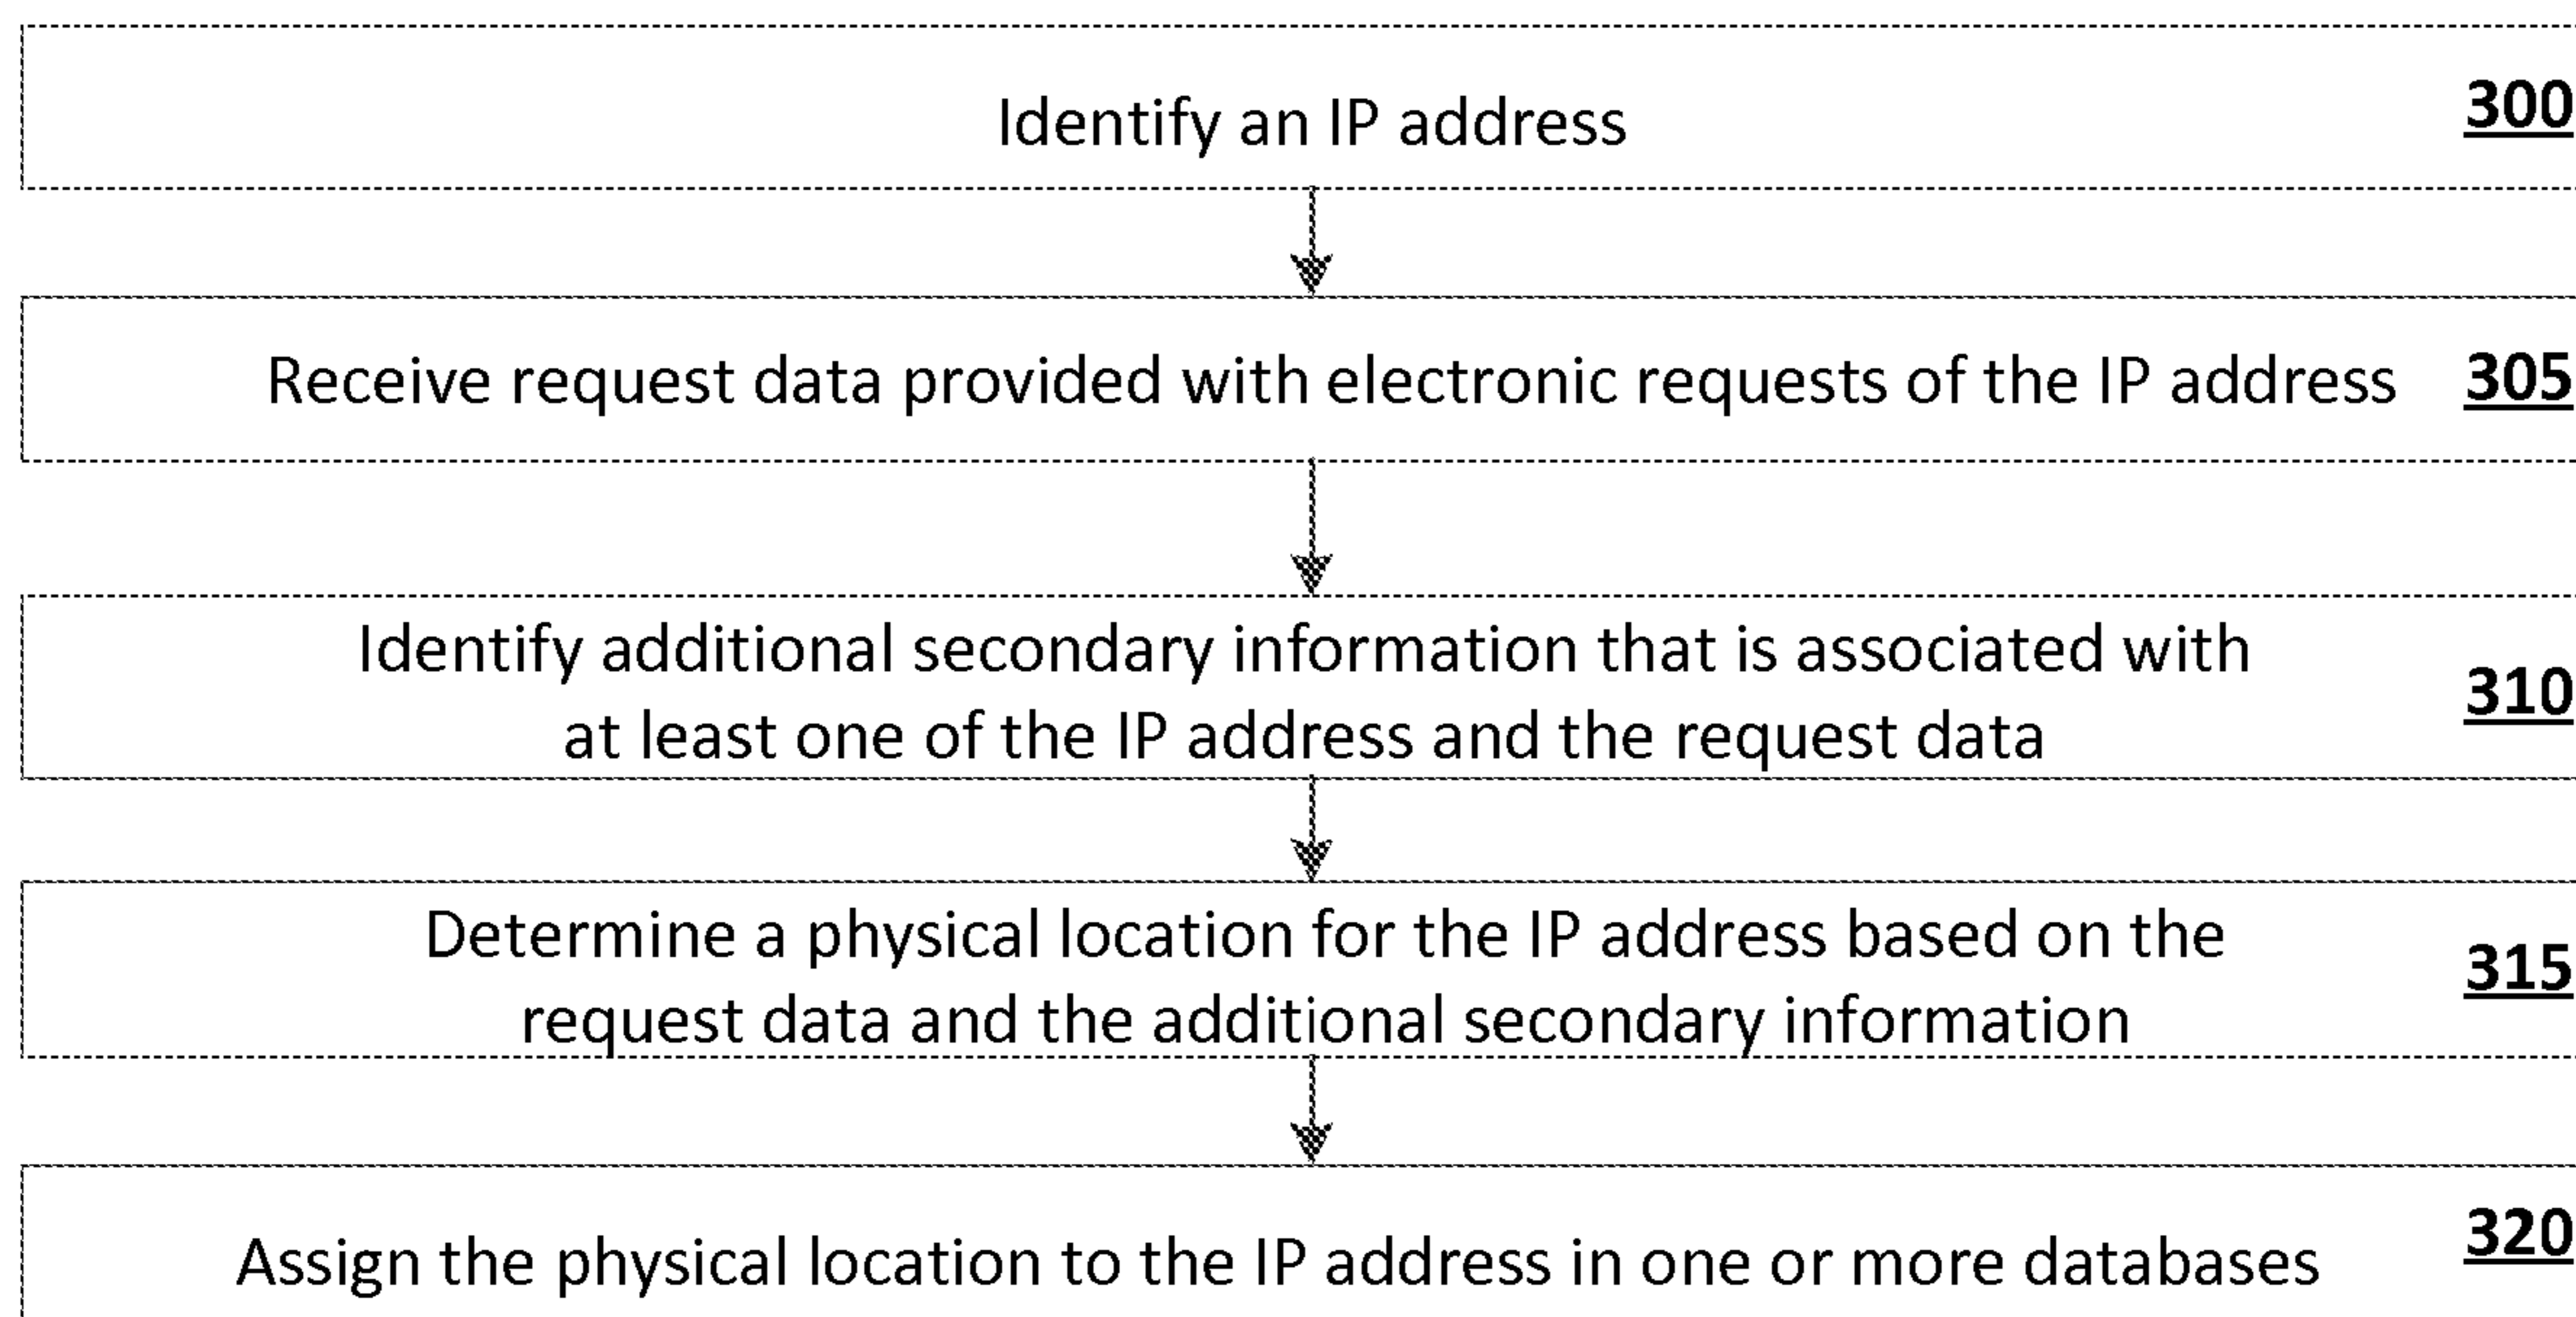 Identify an IP address 300
Receive request data provided with electronic requests of the IP address 305
Identify additional secondary information that is associated with
at least one of the IP address and the request data 310
Determine a physical location for the IP address based on the
request data and the additional secondary information 315
Assign the physical location to the IP address in one or more databases 320